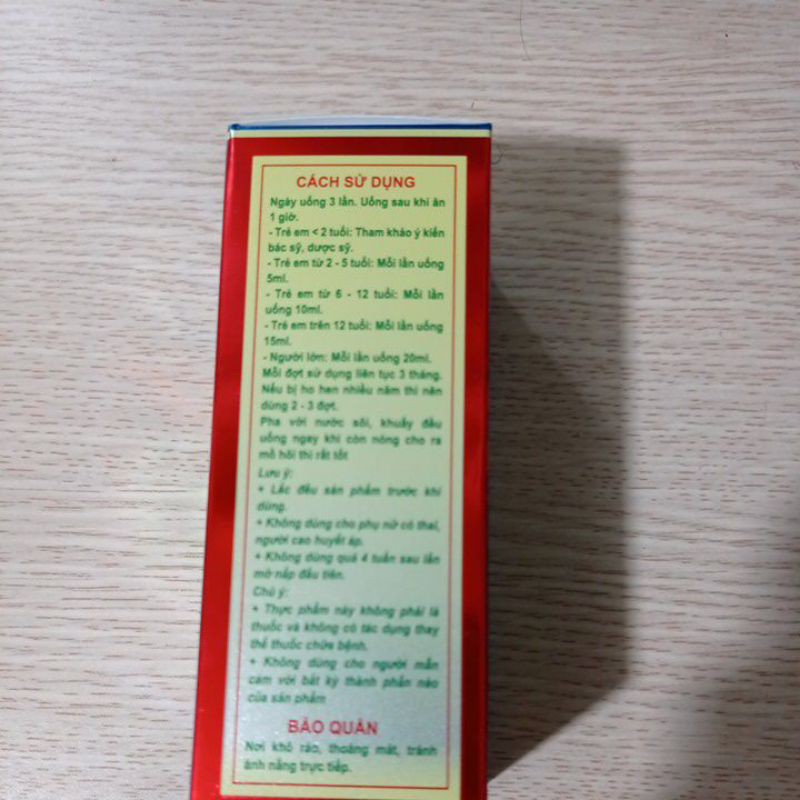 CÁCH SỬ DỤNG
Ngày uống 3 lần. Uống sau khi ăn
1 giờ.
- Trẻ em < 2 tuổi: Tham khảo ý kiến
bác sỹ, dược sỹ.
- Trẻ em từ 2 - 5 tuổi: Mỗi lần uống
5ml.
- Trẻ em từ 6 - 12 tuổi: Mỗi lần
uống 10ml.
- Trẻ em trên 12 tuổi: Mỗi lần uống
15ml.
- Người lớn: Mỗi lần uống 20ml.
Mỗi đợt sử dụng liên tục 3 tháng.
Nếu bị ho hen nhiều năm thì nên
dùng 2 - 3 đợt.
Pha với nước sôi, khuấy đều
uống ngay khi còn nóng cho ra
mồ hôi thì rất tốt
Lưu ý:
+ Lắc đều sản phẩm trước khi
dùng.
+ Không dùng cho phụ nữ có thai,
người cao huyết áp.
+ Không dùng quá 4 tuần sau lần
mở nắp đầu tiên.
Chú ý:
+ Thực phẩm này không phải là
thuốc và không có tác dụng thay
thế thuốc chữa bệnh.
+ Không dùng cho người mẫn
cảm với bất kỳ thành phần nào
của sản phẩm
BẢO QUẢN
Nơi khô ráo, thoáng mát, tránh
ánh nắng trực tiếp.